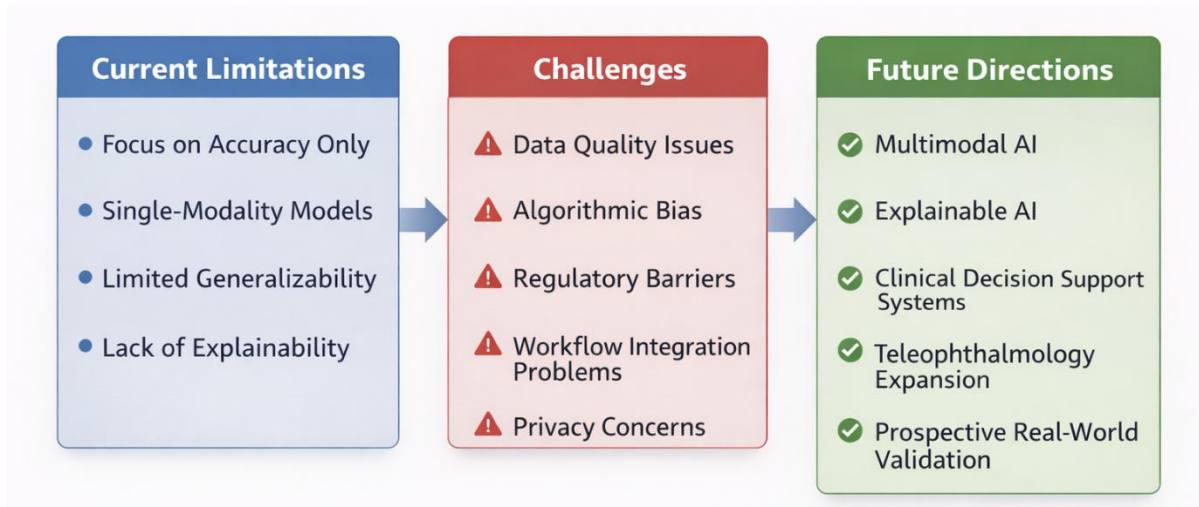 Current Limitations
Focus on Accuracy Only
Single-Modality Models
Limited Generalizability
Lack of Explainability
Challenges
Data Quality Issues
Algorithmic Bias
Regulatory Barriers
Workflow Integration
Problems
Privacy Concerns
Future Directions
Multimodal AI
Explainable AI
Clinical Decision Support
Systems
Teleophthalmology
Expansion
Prospective Real-World
Validation